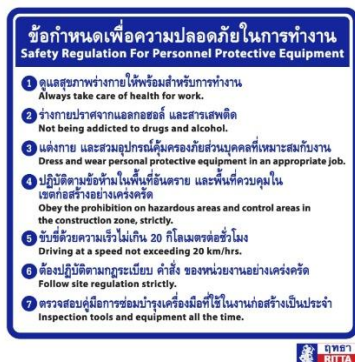 ข้อกำหนดเพื่อความปลอดภัยในการทำงาน
Safety Regulation For Personnel Protective Equipment
1 ดูแลสุขภาพร่างกายให้พร้อมสำหรับการทำงาน
Always take care of health for work.
2 ร่างกายปราศจากแอลกอฮอล์ และสารเสพติด
Not being addicted to drugs and alcohol.
3 แต่งกาย และสวมอุปกรณ์คุ้มครองภัยส่วนบุคคลที่เหมาะสมกับงาน
Dress and wear personal protective equipment in an appropriate job.
4 ปฏิบัติตามข้อห้ามในพื้นที่อันตราย และพื้นที่ควบคุมใน
เขตก่อสร้างอย่างเคร่งครัด
Obey the prohibition on hazardous areas and control areas in
the construction zone, strictly.
5 ขับขี่ด้วยความเร็วไม่เกิน 20 กิโลเมตรต่อชั่วโมง
Driving at a speed not exceeding 20 km/hrs.
6 ต้องปฏิบัติตามกฎระเบียบ คำสั่ง ของหน่วยงานอย่างเคร่งครัด
Follow site regulation strictly.
7 ตรวจสอบคู่มือการซ่อมบำรุงเครื่องมือที่ใช้ในงานก่อสร้างเป็นประจำ
Inspection tools and equipment all the time.
ฤทธา
RITTA